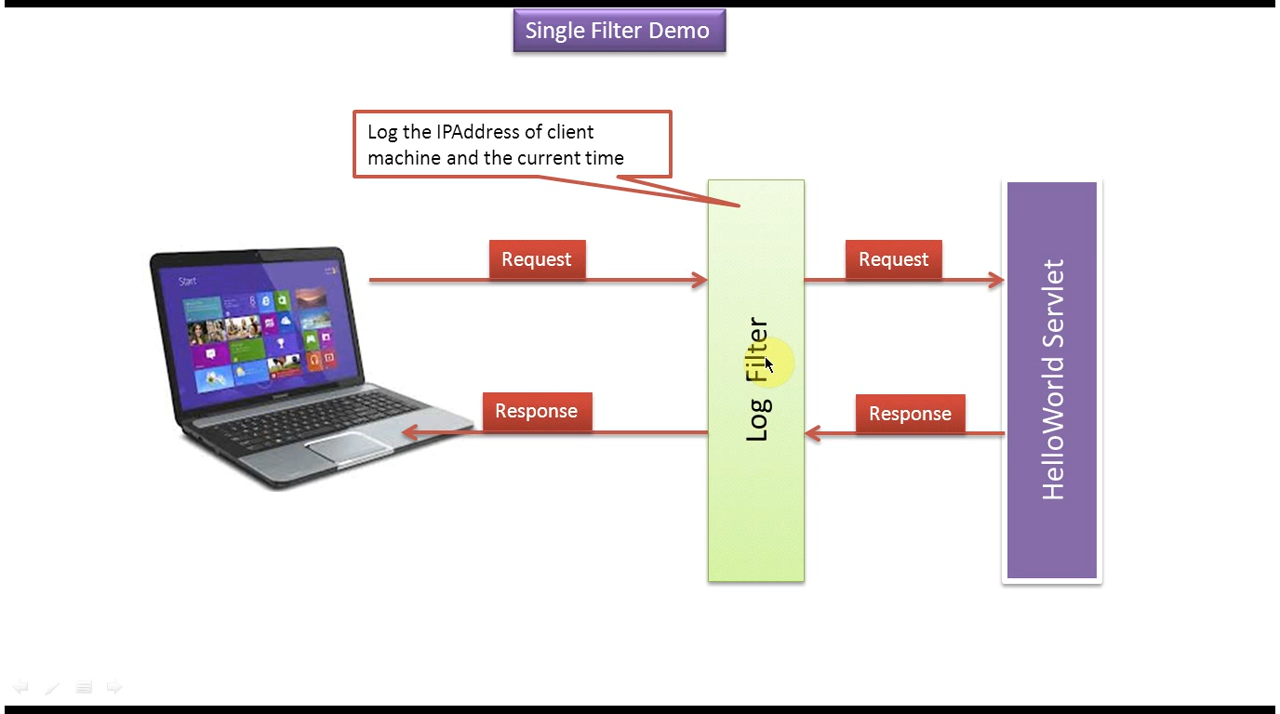 Single Filter Demo
Log the IPAddress of client
machine and the current time
Start
Request
Request
Log Filter
HelloWorld Servlet
Response
Response